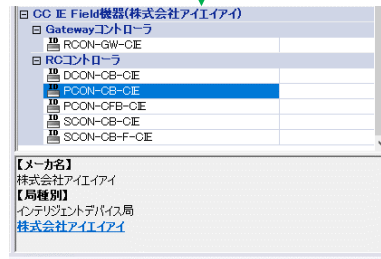 CC IE Field機器(株式会社アイエイアイ)
Gatewayコントローラ
RCON-GW-CIE
RCコントローラ
DCON-CB-CIE
PCON-CB-CIE
PCON-CFB-CIE
SCON-CB-CIE
SCON-CB-F-CIE
【メーカ名】
株式会社アイエイアイ
【局種別】
インテリジェントデバイス局
株式会社アイエイアイ